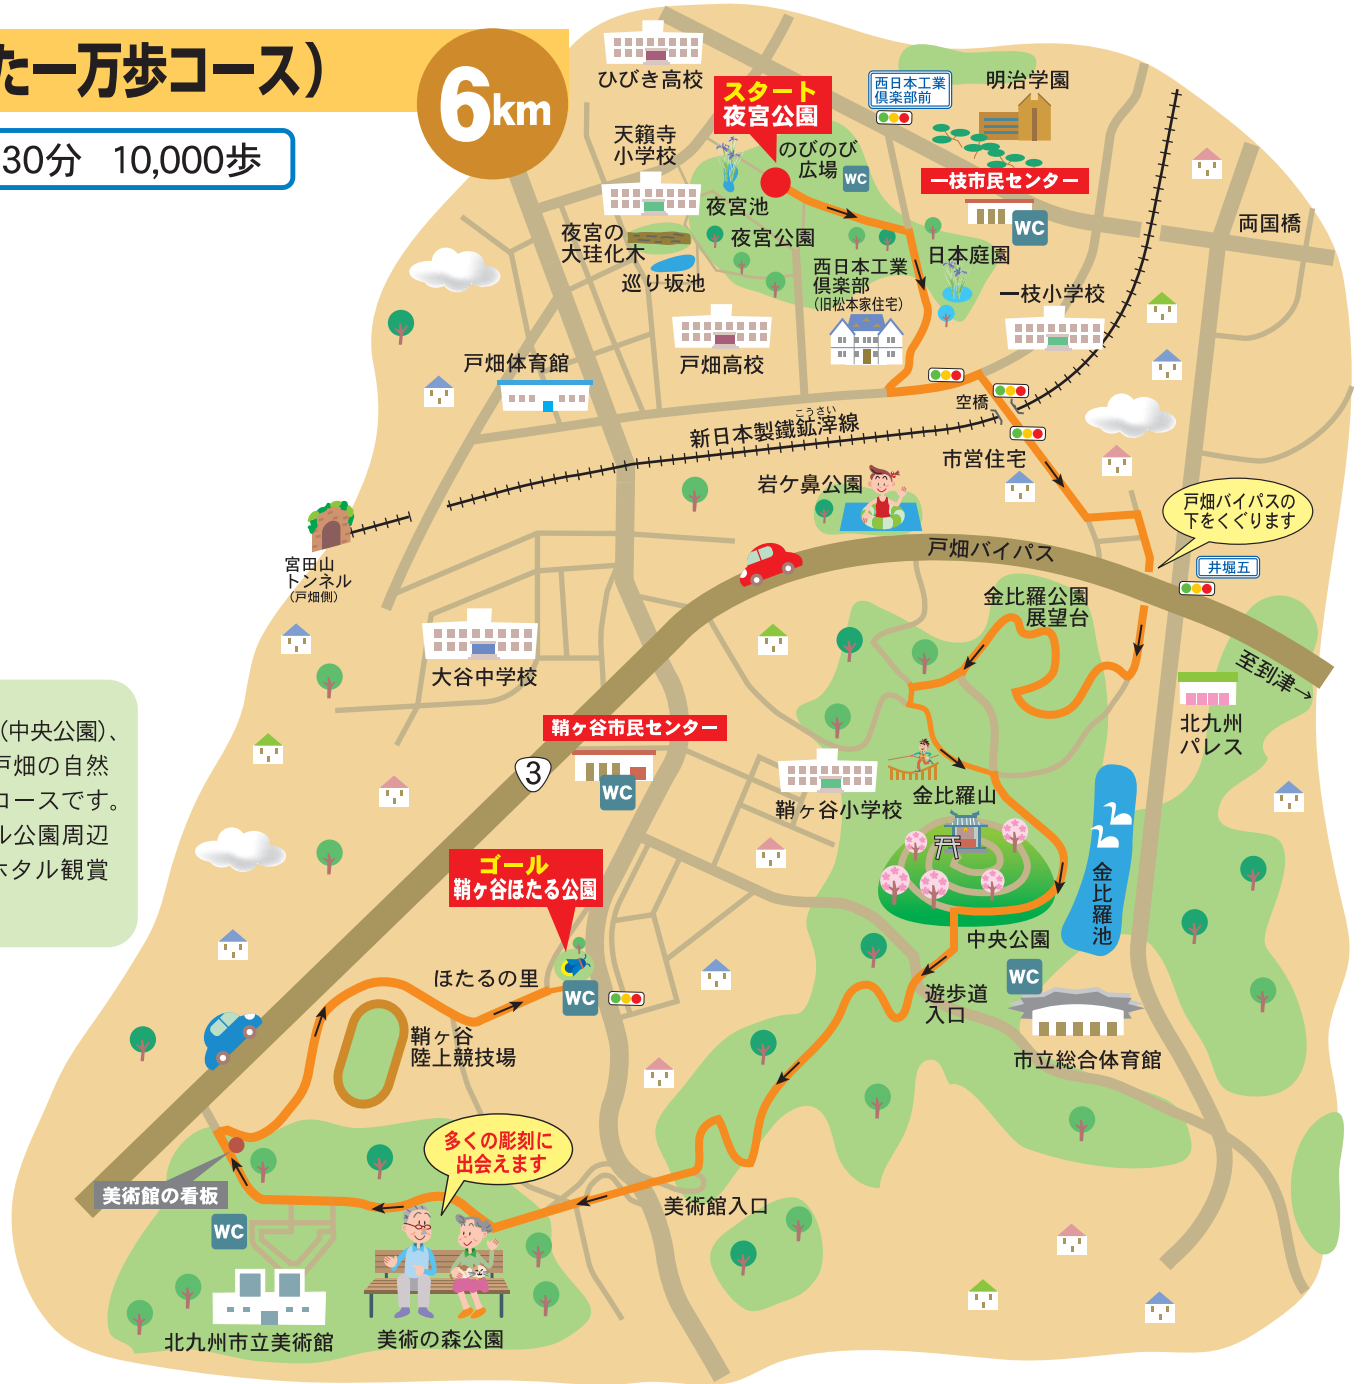 た一万歩コース）
6km
30分　10,000歩
ひびき高校
スタート
夜宮公園
西日本工業
倶楽部前
明治学園
天籟寺
小学校
のびのび
広場
WC
一枝市民センター
夜宮池
WC
両国橋
夜宮の
大珪化木
夜宮公園
日本庭園
巡り坂池
西日本工業
倶楽部
（旧松本家住宅）
一枝小学校
戸畑体育館
戸畑高校
空橋
こうさい
新日本製鐵鉱滓線
市営住宅
岩ケ鼻公園
戸畑バイパスの
下をくぐります
戸畑バイパス
井堀五
宮田山
トンネル
（戸畑側）
金比羅公園
展望台
至到津→
大谷中学校
（中央公園）、
戸畑の自然
コースです。
ル公園周辺
ホタル観賞
鞘ヶ谷市民センター
北九州
パレス
3
WC
鞘ヶ谷小学校
金比羅山
ゴール
鞘ヶ谷ほたる公園
金比羅池
中央公園
ほたるの里
WC
WC
遊歩道
入口
鞘ヶ谷
陸上競技場
市立総合体育館
多くの彫刻に
出会えます
美術館の看板
美術館入口
WC
北九州市立美術館
美術の森公園